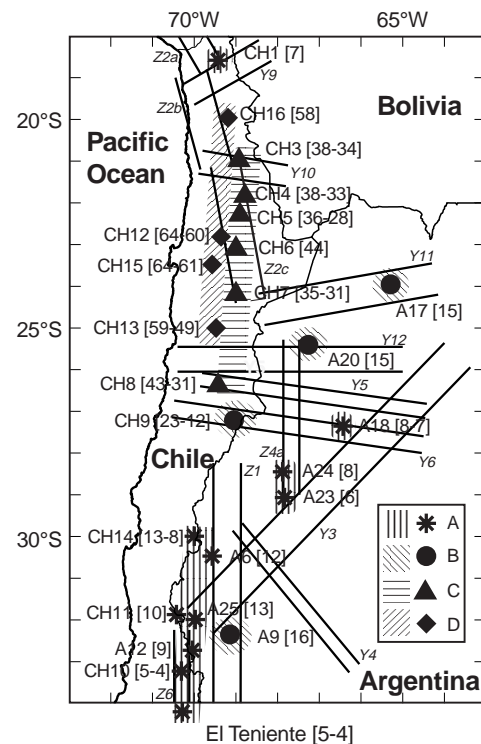 70°W 65°W
Z2a
CH1 [7]
Y9
Z2b
CH16 [58]
20°S
Bolivia
Pacific
Ocean
CH3 [38-34]
Y10
CH4 [38-33]
CH5 [36-28]
CH12 [64-60]
CH6 [44]
Y11
CH15 [64-61]
Z2c
CH7 [35-31]
A17 [15]
25°S
CH13 [59-49]
Y12
A20 [15]
CH8 [43-31]
Y5
CH9 [23-12]
A18 [8-7]
Chile
Z4a
Y6
Z1
A24 [8]
A23 [6]
A
30°S
CH14 [13-8]
Y3
B
A6 [12]
C
CH11 [10]
A25 [13]
D
A22 [9]
A9 [16]
Y4
CH10 [5-4]
Z6
Argentina
El Teniente [5-4]